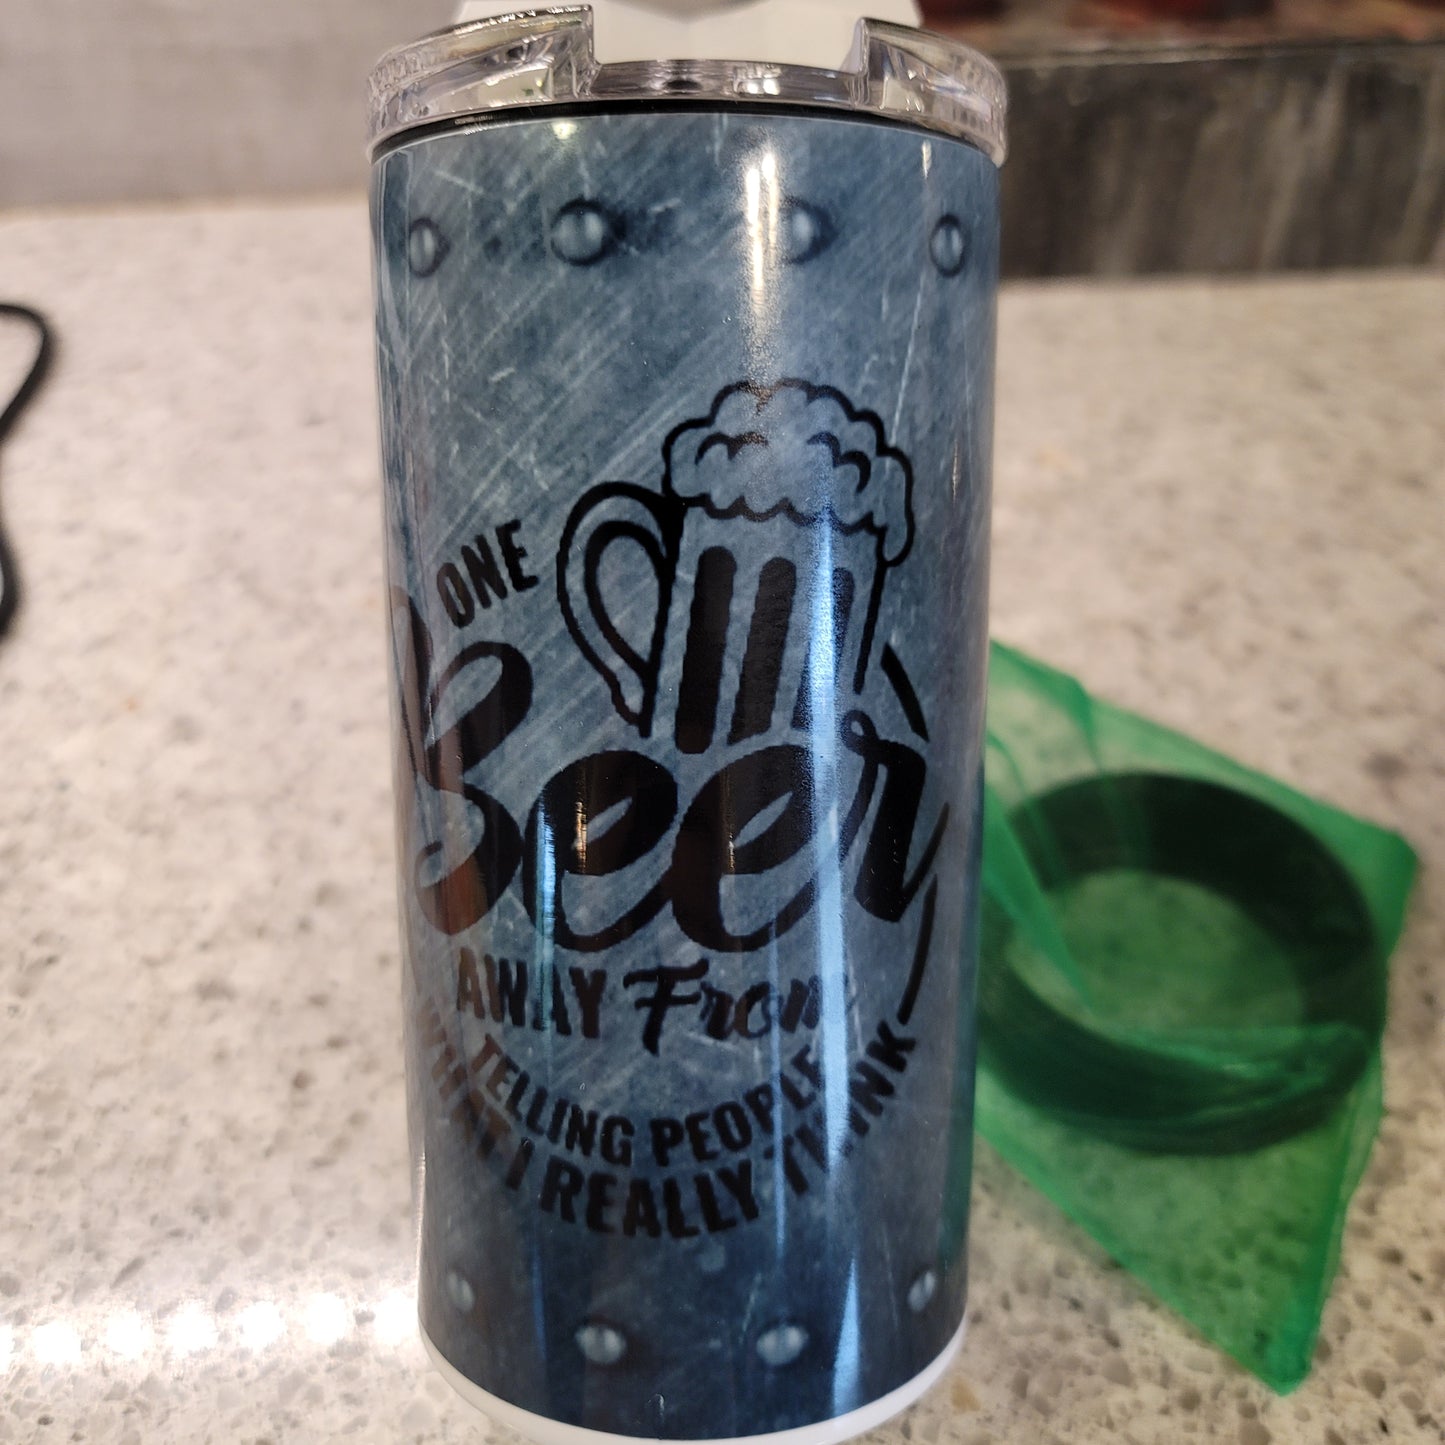 ONE
Beer
AWAY From
TELLING PEOPLE
WHAT I REALLY THINK